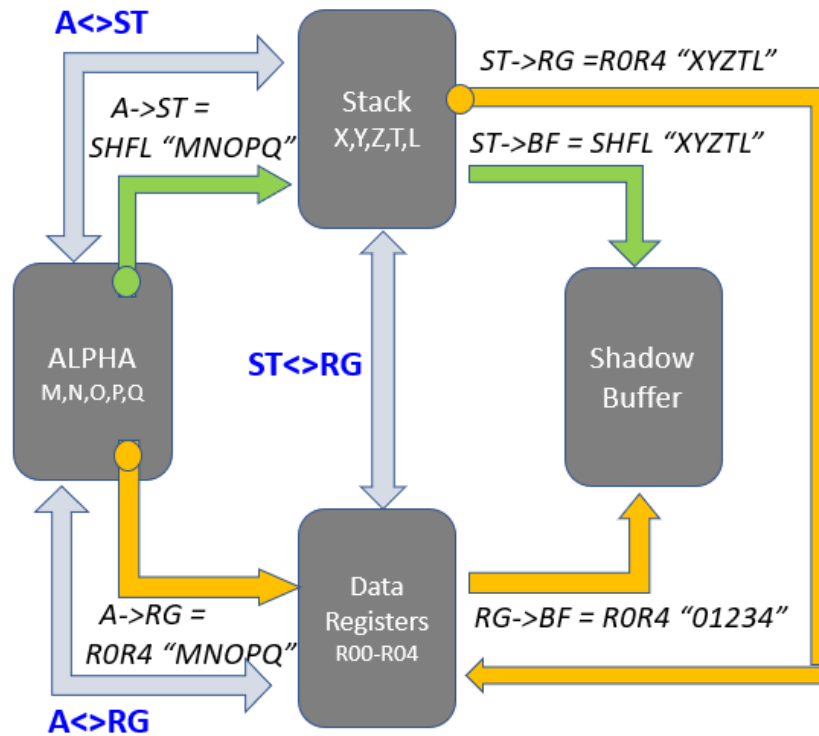 A<>ST
ST->RG =R0R4 “XYZTL”
Stack
X,Y,Z,T,L
A->ST =
SHFL “MNOPQ”
ST->BF = SHFL “XYZTL”
ALPHA
M,N,O,P,Q
ST<>RG
Shadow
Buffer
Data
Registers
R00-R04
A->RG =
R0R4 “MNOPQ”
RG->BF = R0R4 “01234”
A<>RG